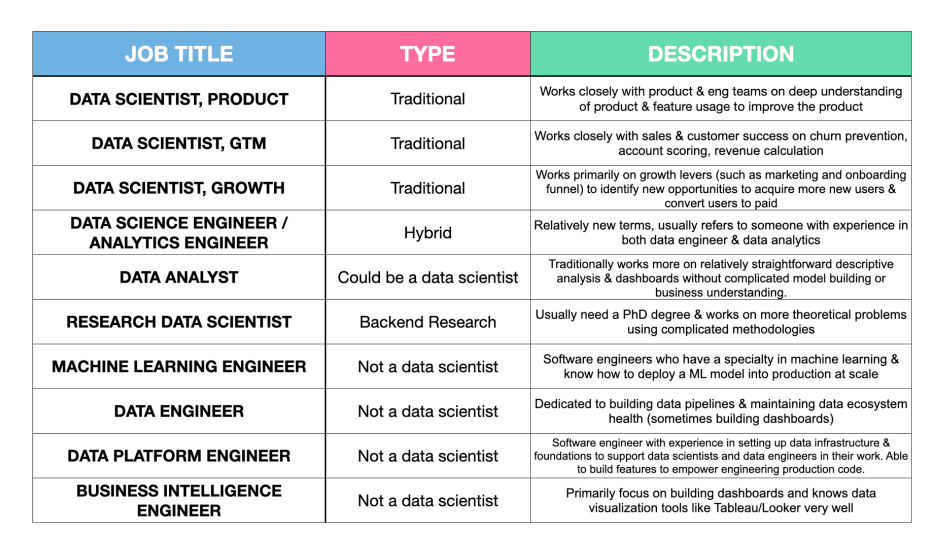 JOB TITLE TYPE DESCRIPTION
DATA SCIENTIST, PRODUCT
Traditional
Works closely with product & eng teams on deep understanding
of product & feature usage to improve the product
DATA SCIENTIST, GTM
Traditional
Works closely with sales & customer success on churn prevention,
account scoring, revenue calculation
DATA SCIENTIST, GROWTH
Traditional
Works primarily on growth levers (such as marketing and onboarding
funnel) to identify new opportunities to acquire more new users &
convert users to paid
DATA SCIENCE ENGINEER /
ANALYTICS ENGINEER
Hybrid
Relatively new terms, usually refers to someone with experience in
both data engineer & data analytics
DATA ANALYST
Could be a data scientist
Traditionally works more on relatively straightforward descriptive
analysis & dashboards without complicated model building or
business understanding.
RESEARCH DATA SCIENTIST
Backend Research
Usually need a PhD degree & works on more theoretical problems
using complicated methodologies
MACHINE LEARNING ENGINEER
Not a data scientist
Software engineers who have a specialty in machine learning &
know how to deploy a ML model into production at scale
DATA ENGINEER
Not a data scientist
Dedicated to building data pipelines & maintaining data ecosystem
health (sometimes building dashboards)
DATA PLATFORM ENGINEER
Not a data scientist
Software engineer with experience in setting up data infrastructure &
foundations to support data scientists and data engineers in their work. Able
to build features to empower engineering production code.
BUSINESS INTELLIGENCE
ENGINEER
Not a data scientist
Primarily focus on building dashboards and knows data
visualization tools like Tableau/Looker very well